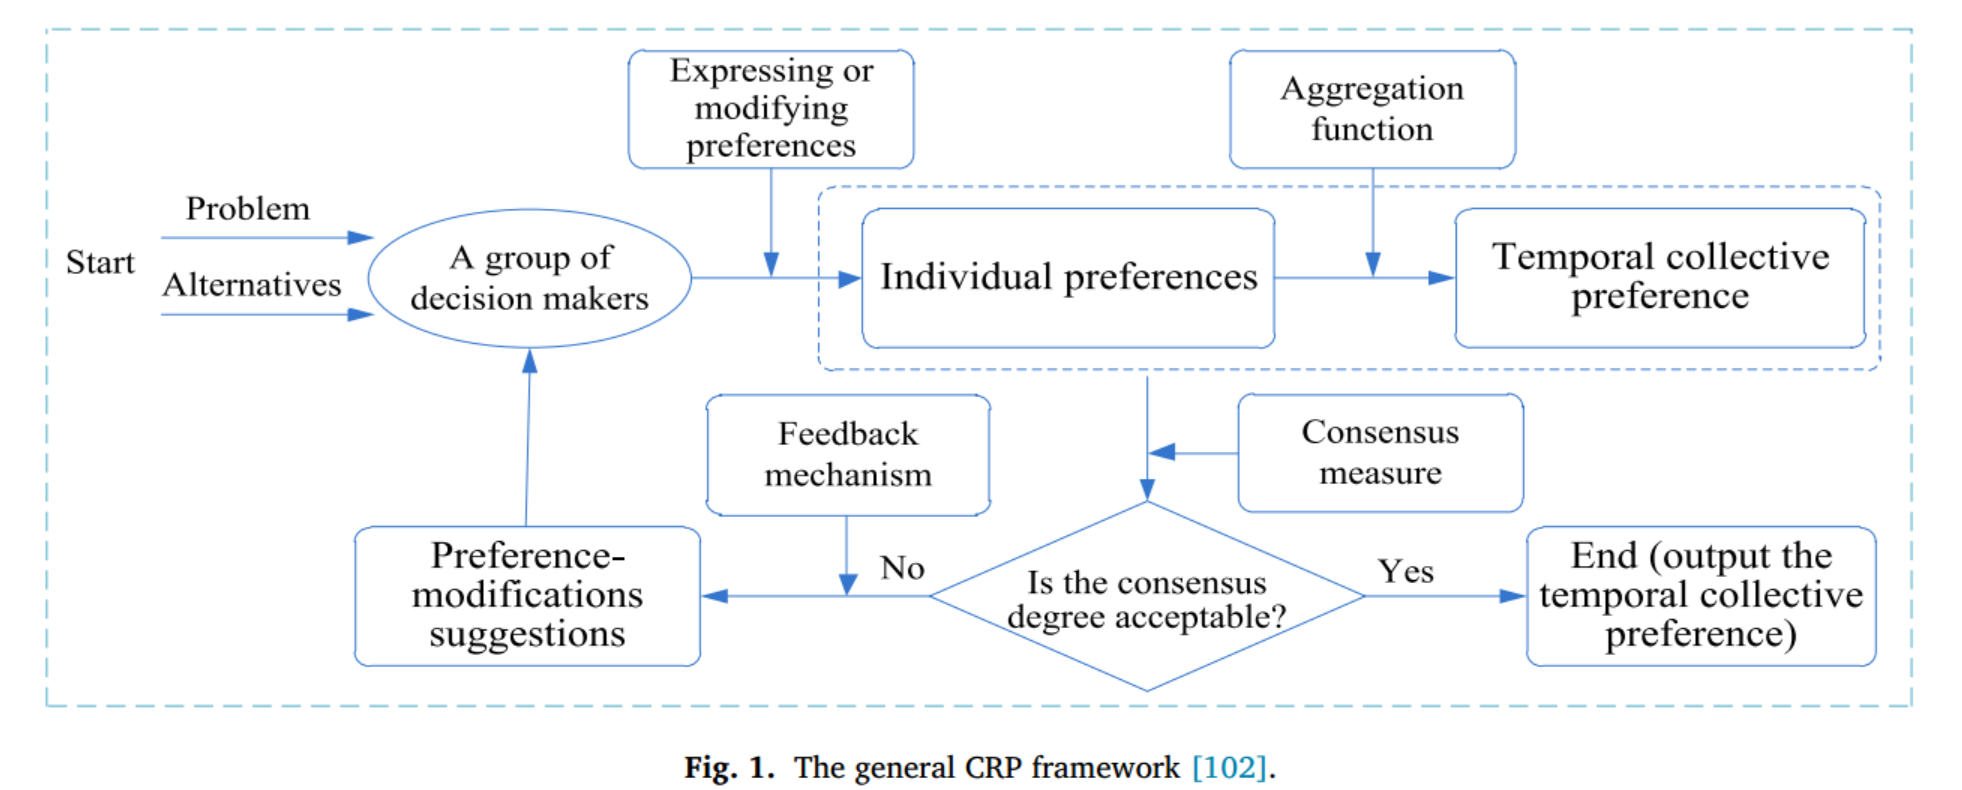 Expressing or
modifying
preferences
Aggregation
function
Problem
Start
Alternatives
A group of
decision makers
Individual preferences
Temporal collective
preference
Feedback
mechanism
Consensus
measure
Preference-
modifications
suggestions
No
Is the consensus
degree acceptable?
Yes
End (output the
temporal collective
preference)
Fig. 1. The general CRP framework [102].